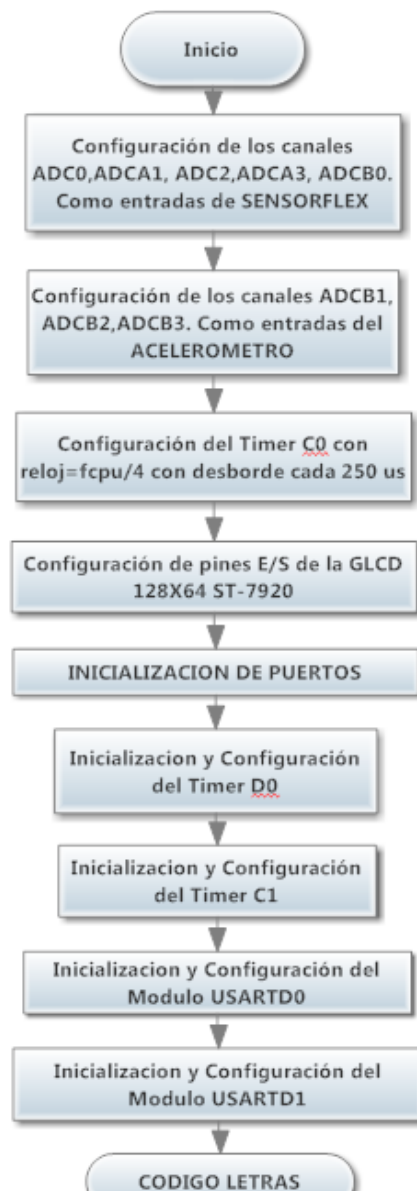 Inicio
Configuración de los canales
ADC0,ADCA1, ADC2,ADCA3, ADCB0.
Como entradas de SENSORFLEX
Configuración de los canales ADCB1,
ADCB2,ADCB3. Como entradas del
ACELEROMETRO
Configuración del Timer C0 con
reloj=fcpu/4 con desborde cada 250 us
Configuración de pines E/S de la GLCD
128X64 ST-7920
INICIALIZACION DE PUERTOS
Inicializacion y Configuración
del Timer D0
Inicializacion y Configuración
del Timer C1
Inicializacion y Configuración del
Modulo USARTD0
Inicializacion y Configuración del
Modulo USARTD1
CODIGO LETRAS